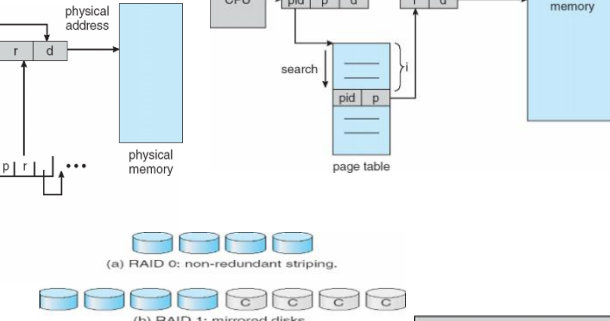 physical
address
r d
p r
•••
physical
memory
CPU
pid p d
i d
memory
search
i
pid p
page table
(a) RAID 0: non-redundant striping.
C C C C
(b) RAID 1: mirrored disks